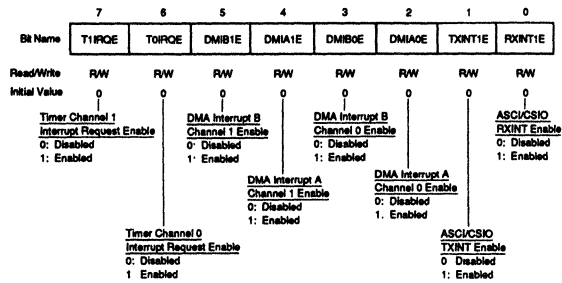 7 6 5 4 3 2 1 0
Bit Name T1IRQE T0IRQE DMIB1E DMIA1E DMIB0E DMIA0E TXINT1E RXINT1E
Read/Write R/W R/W R/W R/W R/W R/W R/W R/W
Initial Value 0 0 0 0 0 0 0 0
Timer Channel 1
Interrupt Request Enable
0: Disabled
1: Enabled
DMA Interrupt B
Channel 1 Enable
0· Disabled
1· Enabled
DMA Interrupt B
Channel 0 Enable
0: Disabled
1: Enabled
ASCI/CSIO
RXINT Enable
0: Disabled
1: Enabled
DMA Interrupt A
Channel 1 Enable
0: Disabled
1: Enabled
DMA Interrupt A
Channel 0 Enable
0: Disabled
1. Enabled
Timer Channel 0
Interrupt Request Enable
0: Disabled
1 Enabled
ASCI/CSIO
TXINT Enable
0 Disabled
1: Enabled